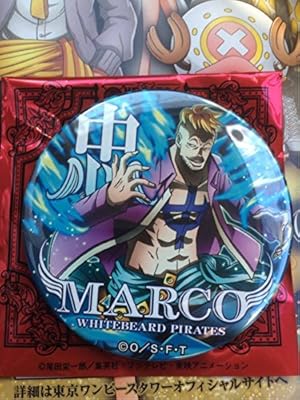 忠
MARCO
WHITEBEARD PIRATES
©O/S・F・T
©尾田栄一郎/集英社・フジテレビ・東映アニメーション
詳細は東京ワンピースタワーオフィシャルサイトへ